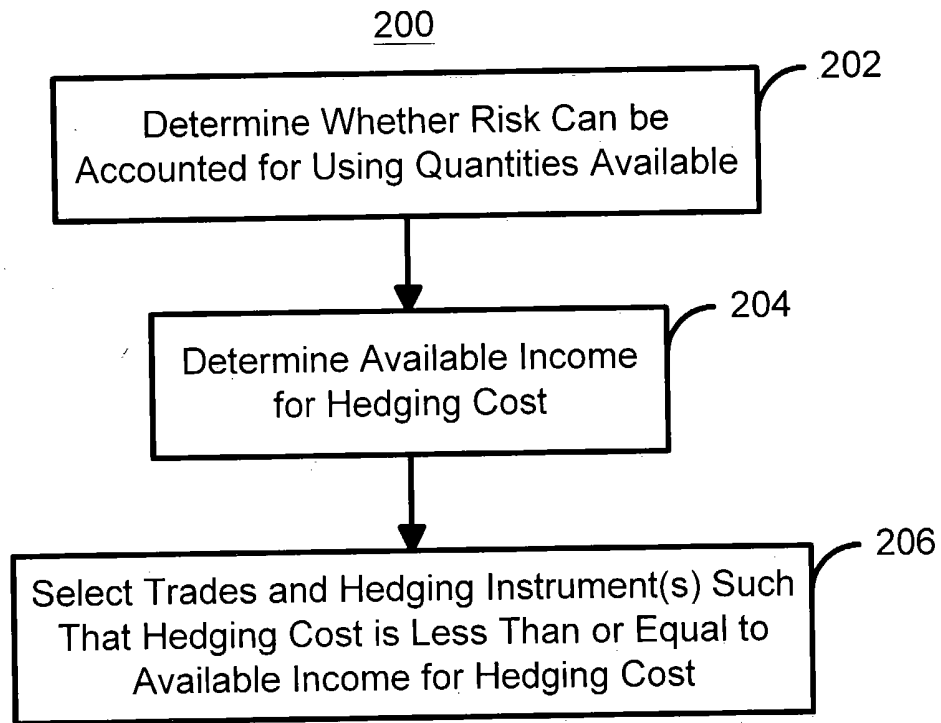 200
202
Determine Whether Risk Can be
Accounted for Using Quantities Available
204
Determine Available Income
for Hedging Cost
206
Select Trades and Hedging Instrument(s) Such
That Hedging Cost is Less Than or Equal to
Available Income for Hedging Cost